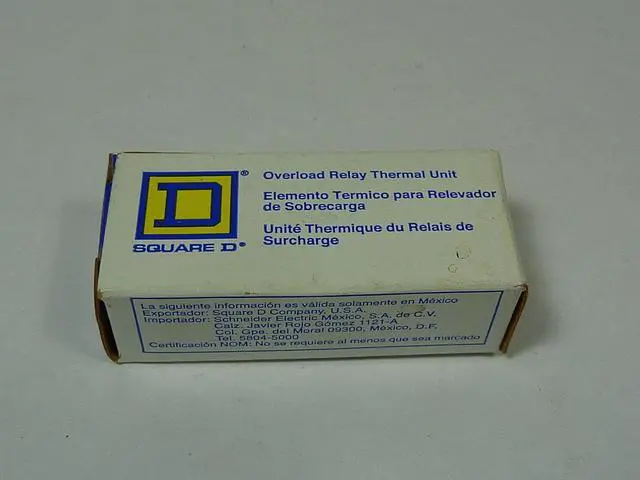 D®
SQUARE D®
Overload Relay Thermal Unit
Elemento Termico para Relevador
de Sobrecarga
Unité Thermique du Relais de
Surcharge
La siguiente información es válida solamente en México
Exportador: Square D Company, U.S.A.
Importador: Schneider Electric México, S.A. de C.V.
Calz. Javier Rojo Gómez 1121-A
Col. Gpe. del Moral 09300, México, D.F.
Tel. 5804-5000
Certificación NOM: No se requiere al menos que sea marcado